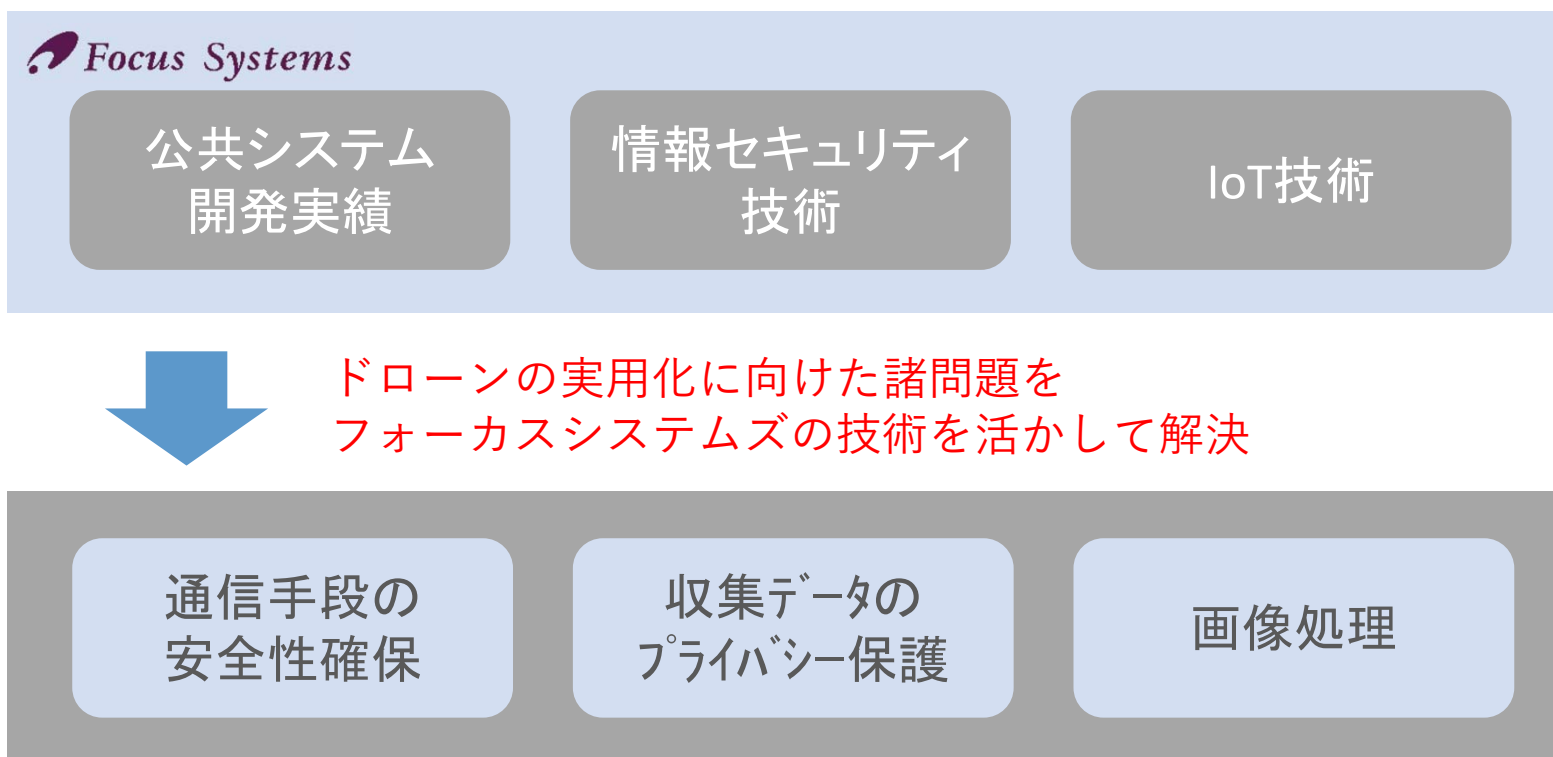 Focus Systems
公共システム
開発実績
情報セキュリティ
技術
IoT技術
ドローンの実用化に向けた諸問題を
フォーカスシステムズの技術を活かして解決
通信手段の
安全性確保
収集ﾃﾞｰﾀの
ﾌﾟﾗｲﾊﾞｼｰ保護
画像処理